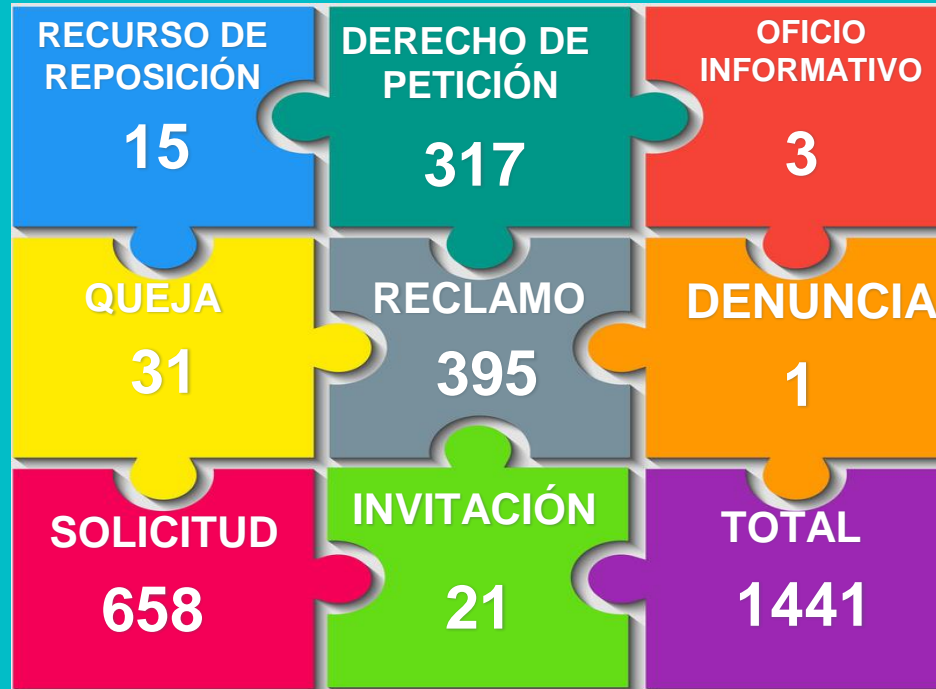 RECURSO DE
REPOSICIÓN
15
DERECHO DE
PETICIÓN
317
OFICIO
INFORMATIVO
3
QUEJA
31
RECLAMO
395
DENUNCIA
1
SOLICITUD
658
INVITACIÓN
21
TOTAL
1441